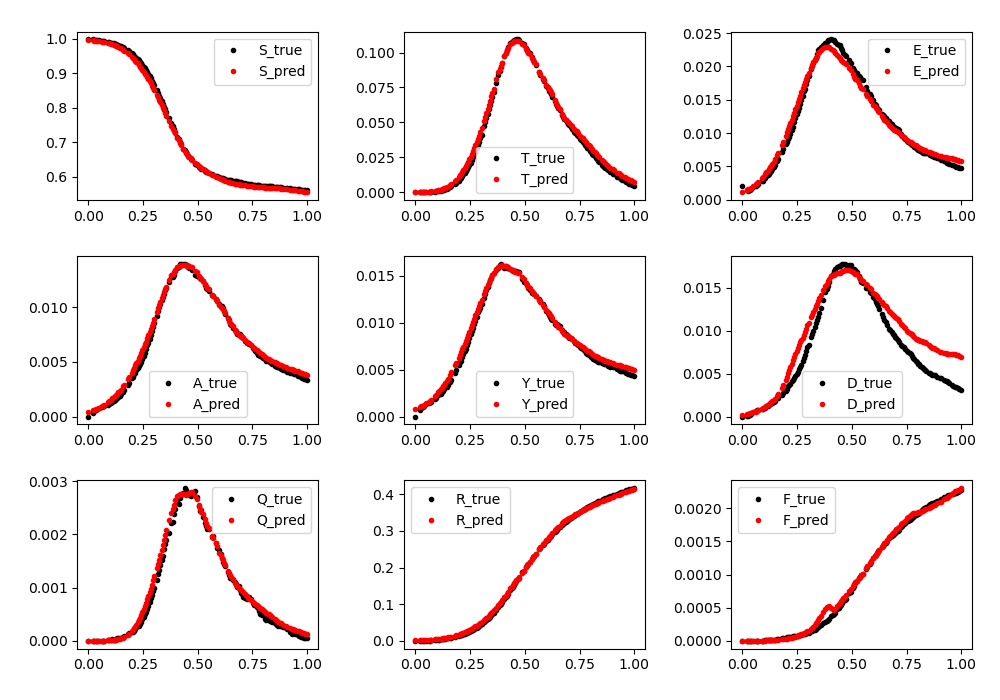 1.0
0.9
0.8
0.7
0.6
0.00 0.25 0.50 0.75 1.00
S_true
S_pred
0.100
0.075
0.050
0.025
0.000
0.00 0.25 0.50 0.75 1.00
T_true
T_pred
0.025
0.020
0.015
0.010
0.005
0.000
0.00 0.25 0.50 0.75 1.00
E_true
E_pred
0.010
0.005
0.000
0.00 0.25 0.50 0.75 1.00
A_true
A_pred
0.015
0.010
0.005
0.000
0.00 0.25 0.50 0.75 1.00
Y_true
Y_pred
0.015
0.010
0.005
0.000
0.00 0.25 0.50 0.75 1.00
D_true
D_pred
0.003
0.002
0.001
0.000
0.00 0.25 0.50 0.75 1.00
Q_true
Q_pred
0.4
0.3
0.2
0.1
0.0
0.00 0.25 0.50 0.75 1.00
R_true
R_pred
0.0020
0.0015
0.0010
0.0005
0.0000
0.00 0.25 0.50 0.75 1.00
F_true
F_pred